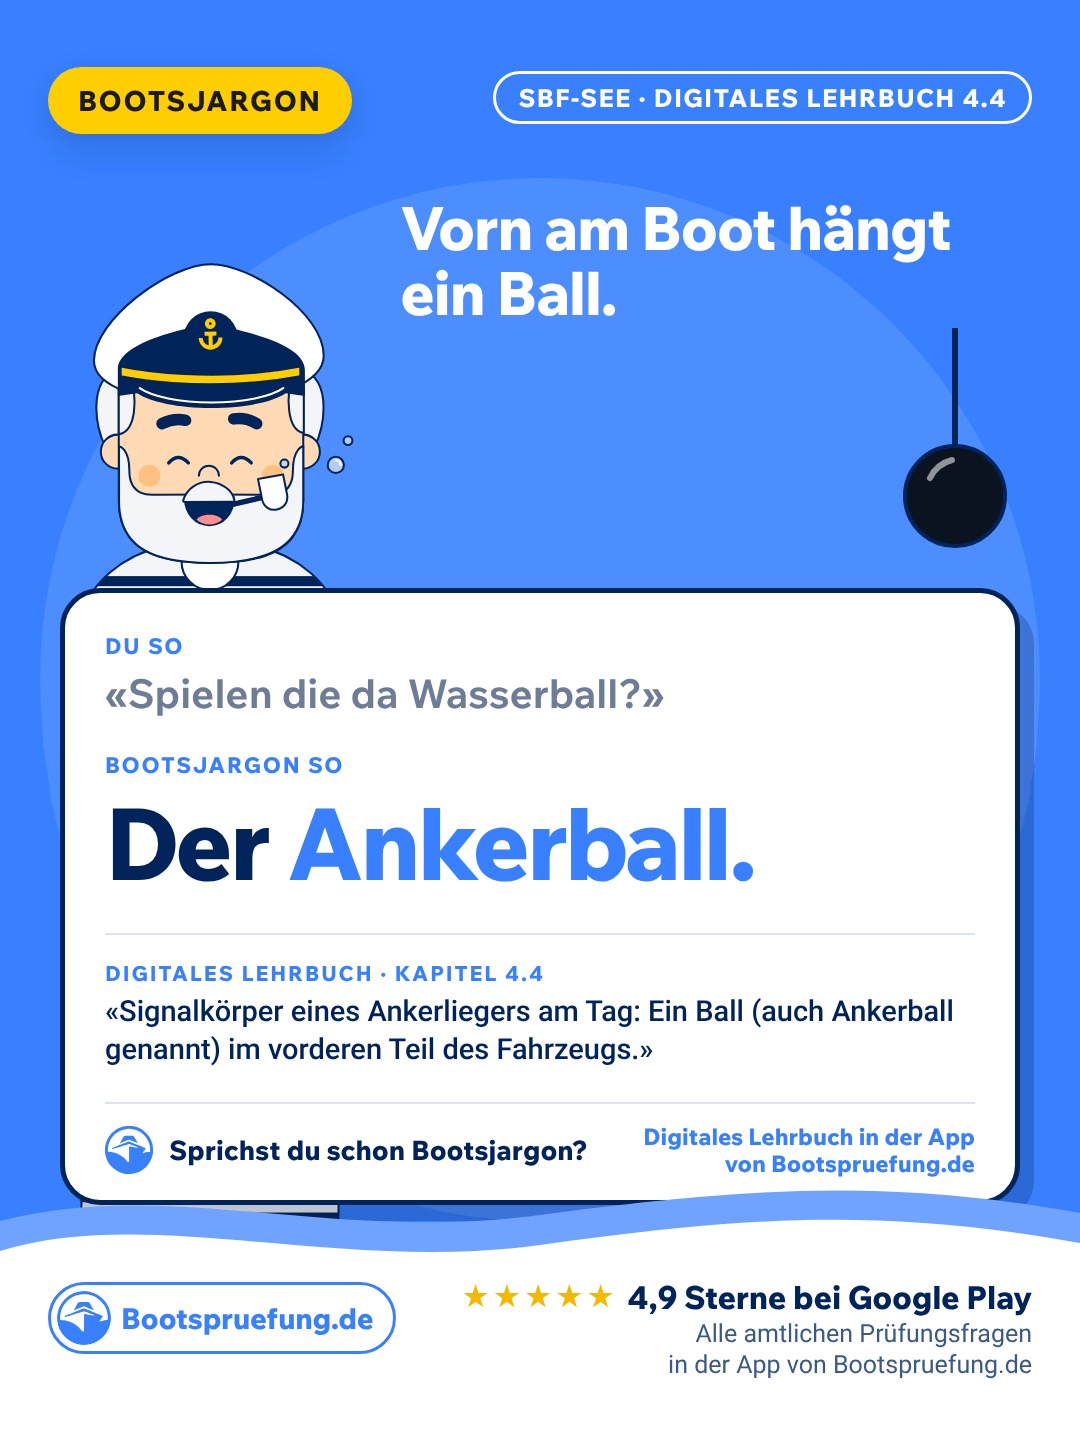 BOOTSJARGON
SBF-SEE · DIGITALES LEHRBUCH 4.4
Vorn am Boot hängt
ein Ball.
DU SO
«Spielen die da Wasserball?»
BOOTSJARGON SO
Der Ankerball.
DIGITALES LEHRBUCH · KAPITEL 4.4
«Signalkörper eines Ankerliegers am Tag: Ein Ball (auch Ankerball
genannt) im vorderen Teil des Fahrzeugs.»
Sprichst du schon Bootsjargon?
Digitales Lehrbuch in der App
von Bootspruefung.de
Bootspruefung.de
★★★★★ 4,9 Sterne bei Google Play
Alle amtlichen Prüfungsfragen
in der App von Bootspruefung.de